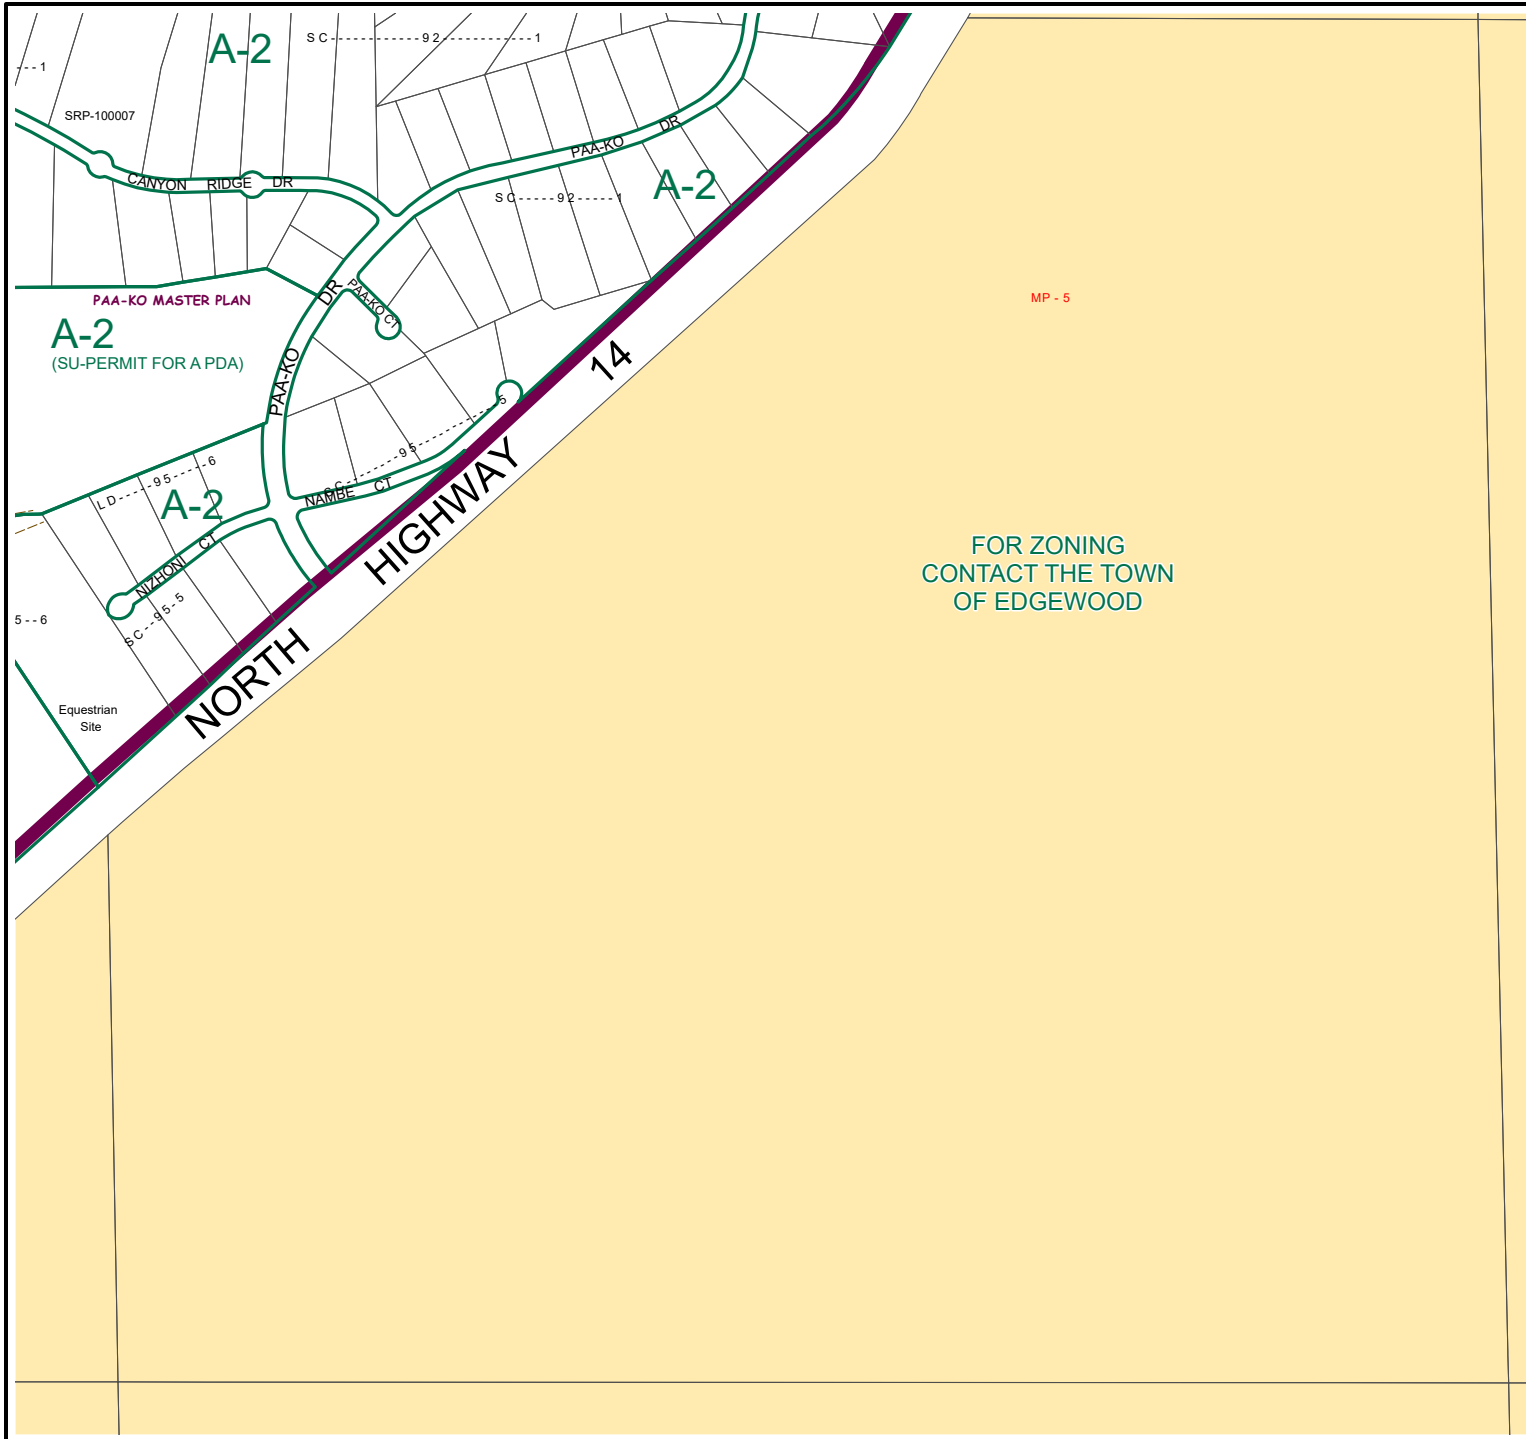 A-2
S C - - - - - - - - - - - - - 9 2 - - - - - - - - - - - - - 1
- - - 1
SRP-100007
PAA-KO DR
CANYON RIDGE DR
A-2
S C - - - - - 9 2 - - - - - 1
PAA-KO MASTER PLAN
PAA-KO CT
MP - 5
A-2
(SU-PERMIT FOR A PDA)
PAA-KO DR
NORTH HIGHWAY 14
S C - - - - - - 9 5 - - - - - - - - - - 5
L D - - - - - 9 5 - - - - - 6
A-2
NAMBE CT
NIZHONI CT
FOR ZONING
CONTACT THE TOWN
OF EDGEWOOD
S C - - 9 5 - 5
5 - - 6
Equestrian
Site